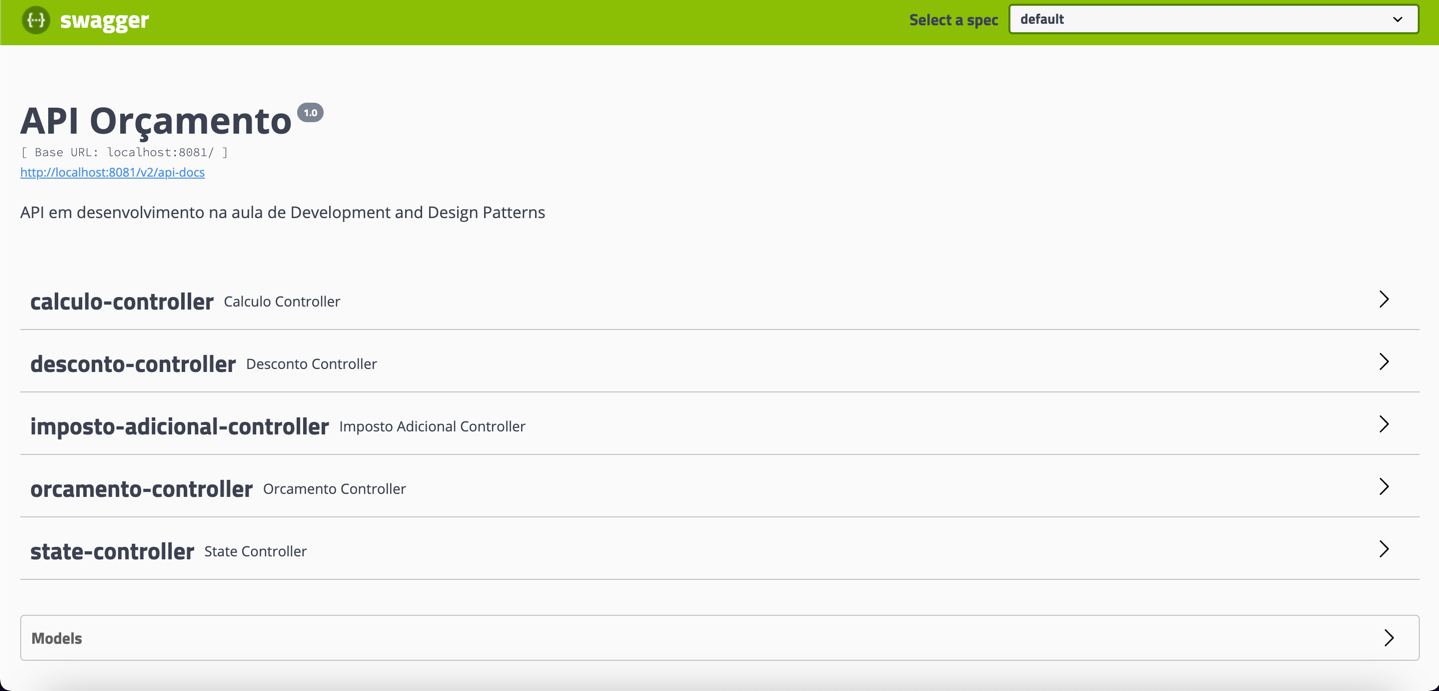 swagger Select a spec default
API Orçamento 1.0
[ Base URL: localhost:8081/ ]
http://localhost:8081/v2/api-docs
API em desenvolvimento na aula de Development and Design Patterns
calculo-controller Calculo Controller
desconto-controller Desconto Controller
imposto-adicional-controller Imposto Adicional Controller
orcamento-controller Orcamento Controller
state-controller State Controller
Models